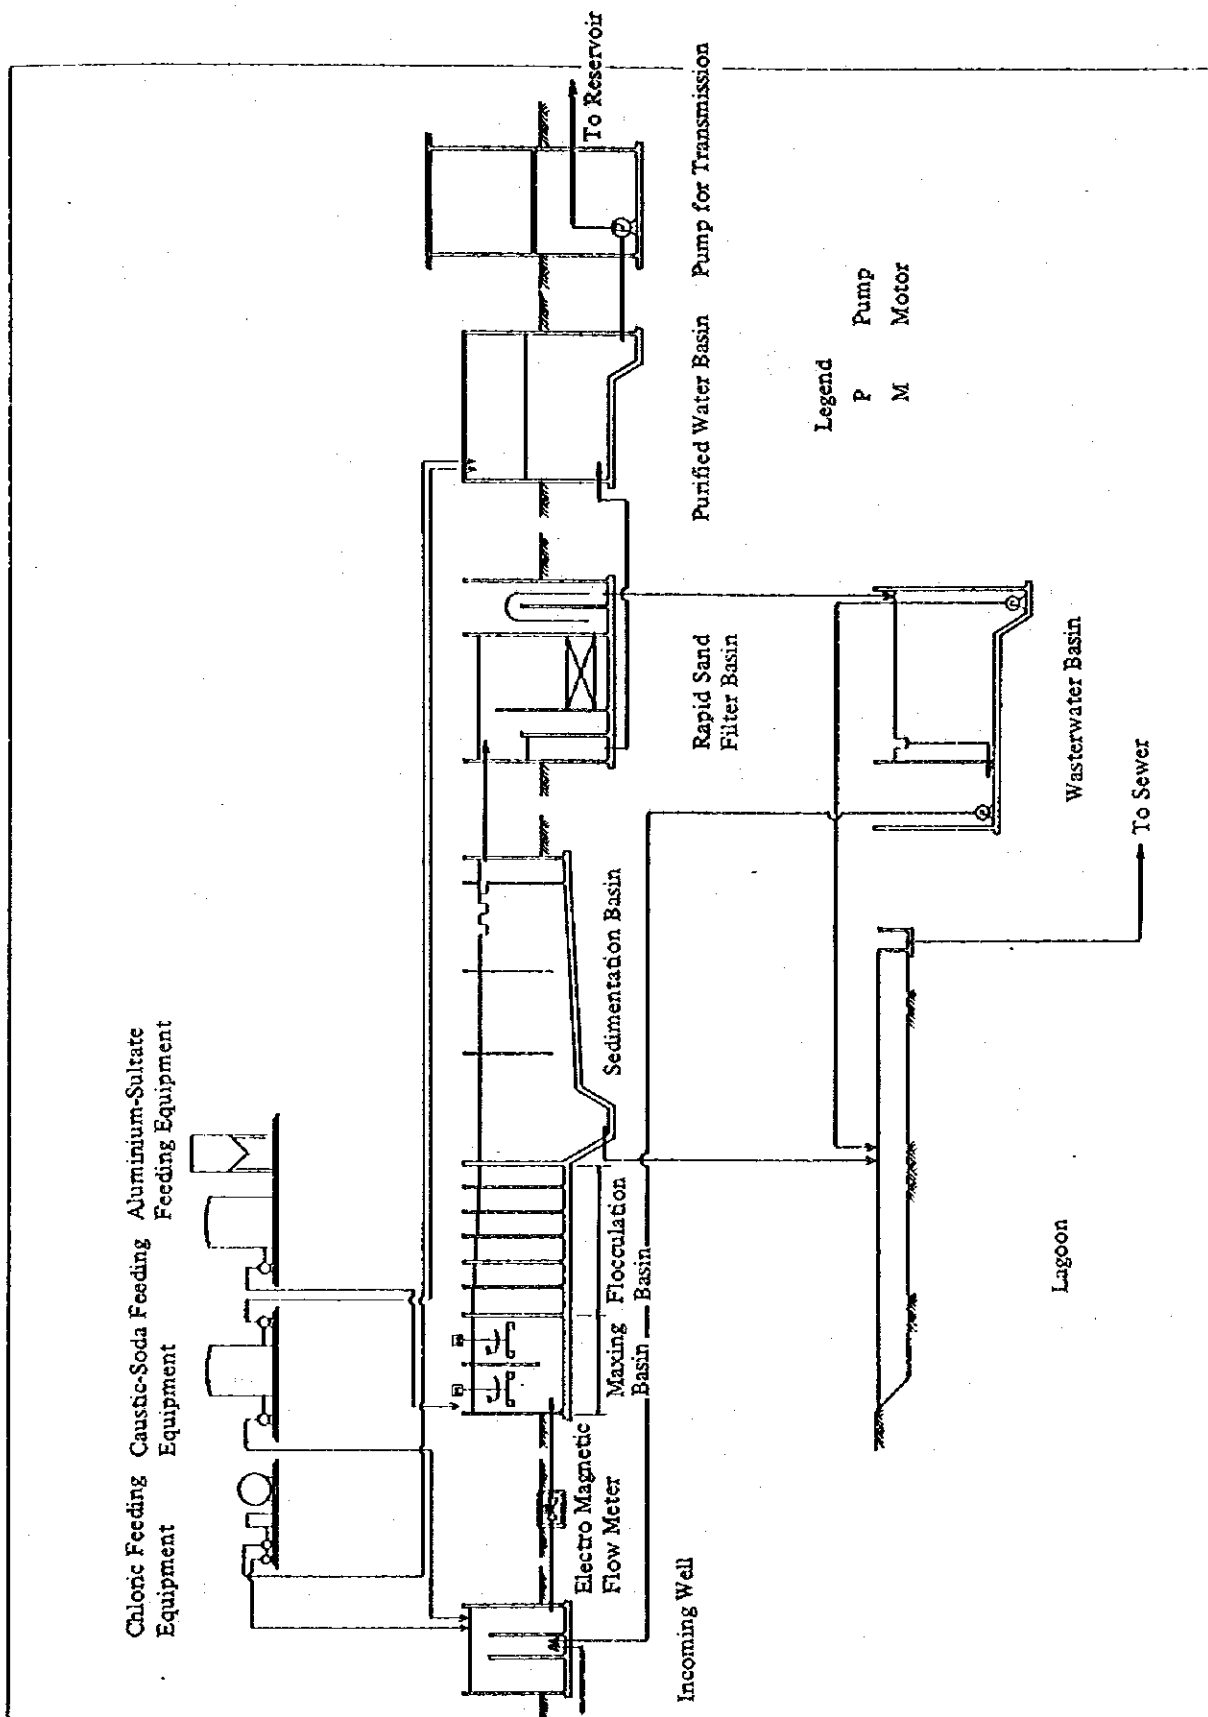 Chloric Feeding
Equipment
Caustic-Soda Feeding
Equipment
Aluminium-Sultate
Feeding Equipment
To Reservoir
Incoming Well
Electro Magnetic
Flow Meter
Maxing
Basin
Flocculation
Basin
Sedimentation Basin
Rapid Sand
Filter Basin
Purified Water Basin
Pump for Transmission
Legend
P Pump
M Motor
Lagoon
To Sewer
Wasterwater Basin
M
M
P
P
P